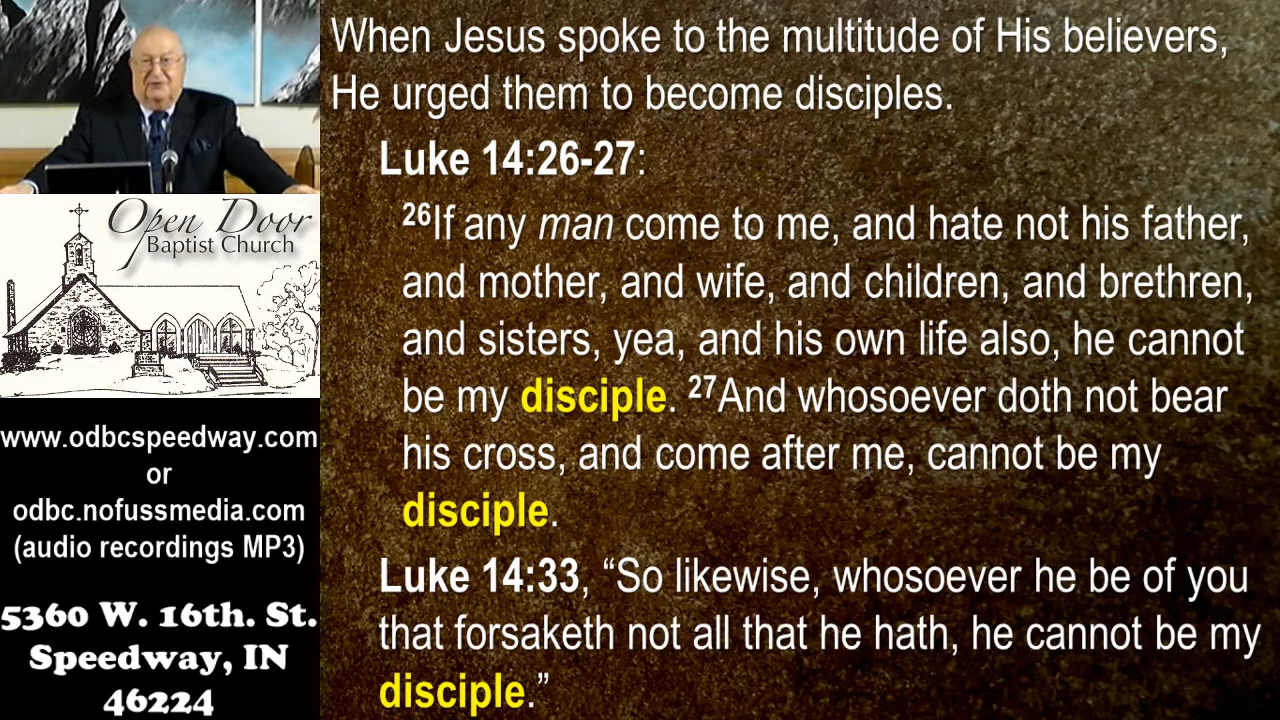 Open Door
Baptist Church
www.odbcspeedway.com
or
odbc.nofussmedia.com
(audio recordings MP3)
5360 W. 16th. St.
Speedway, IN
46224
When Jesus spoke to the multitude of His believers,
He urged them to become disciples.
Luke 14:26-27:
26If any man come to me, and hate not his father,
and mother, and wife, and children, and brethren,
and sisters, yea, and his own life also, he cannot
be my disciple. 27And whosoever doth not bear
his cross, and come after me, cannot be my
disciple.
Luke 14:33, “So likewise, whosoever he be of you
that forsaketh not all that he hath, he cannot be my
disciple.”